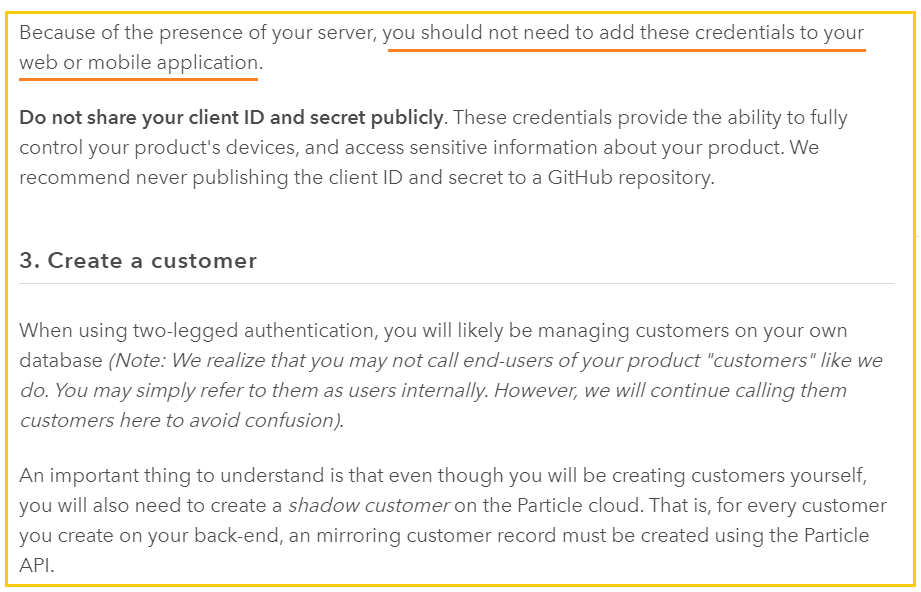 Because of the presence of your server, you should not need to add these credentials to your
web or mobile application.
Do not share your client ID and secret publicly. These credentials provide the ability to fully
control your product's devices, and access sensitive information about your product. We
recommend never publishing the client ID and secret to a GitHub repository.
3. Create a customer
When using two-legged authentication, you will likely be managing customers on your own
database (Note: We realize that you may not call end-users of your product "customers" like we
do. You may simply refer to them as users internally. However, we will continue calling them
customers here to avoid confusion).
An important thing to understand is that even though you will be creating customers yourself,
you will also need to create a shadow customer on the Particle cloud. That is, for every customer
you create on your back-end, an mirroring customer record must be created using the Particle
API.